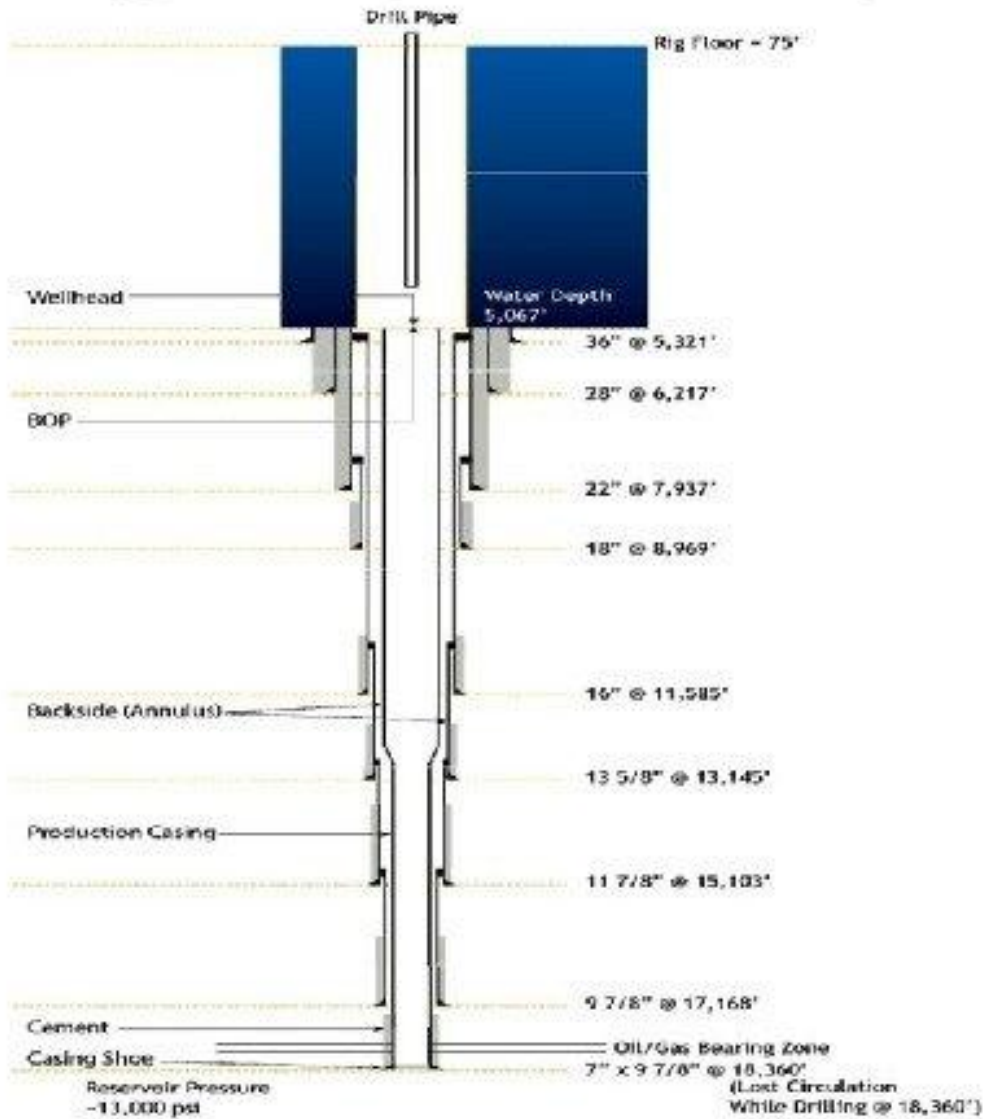 Drill Pipe
Rig Floor - 75'
Wellhead
Water Depth
5,067'
36" @ 5,321'
28" @ 6,217'
BOP
22" @ 7,937'
18" @ 8,969'
16" @ 11,585'
Backside (Annulus)
13 5/8" @ 13,145'
Production Casing
11 7/8" @ 15,103'
9 7/8" @ 17,168'
Cement
Oil/Gas Bearing Zone
Casing Shoe
7" x 9 7/8" @ 18,360'
Reservoir Pressure
~13,000 psi
(Lost Circulation
While Drilling @ 18,360')